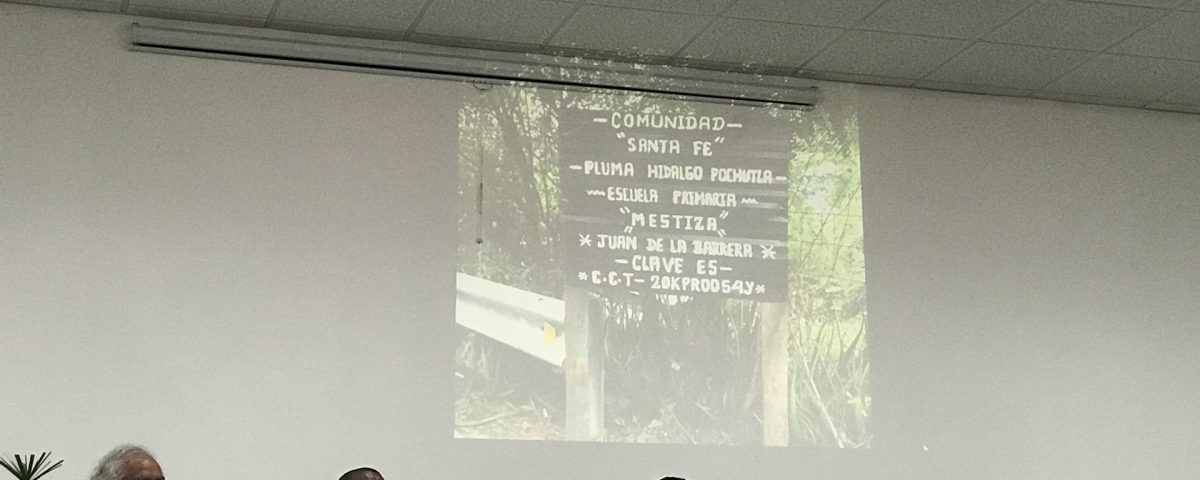 -COMUNIDAD-
"SANTA FE"
-PLUMA HIDALGO POCHUTLA-
~ESCUELA PRIMARIA~
"MESTIZA"
* JUAN DE LA BARRERA *
-CLAVE ES-
*C.C.T-20KPR0054Y*